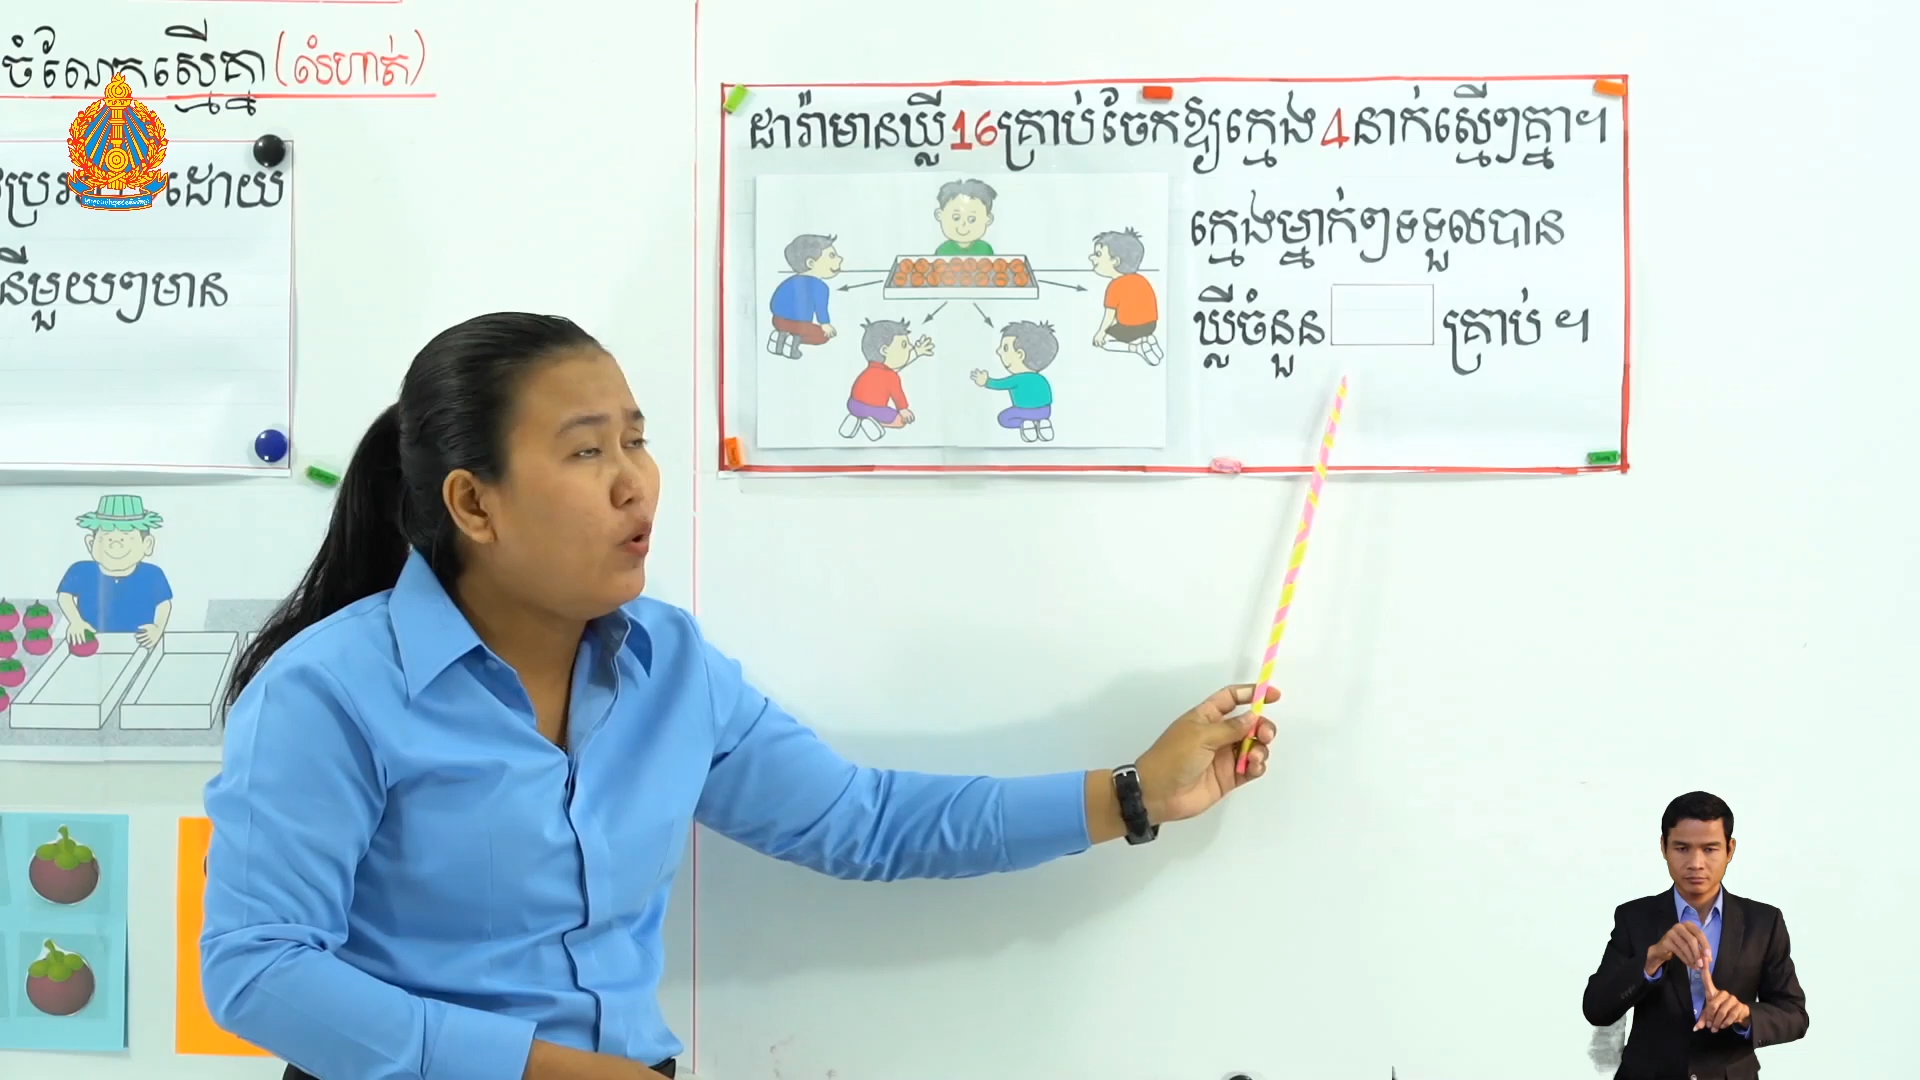 ចំណែកស្មើគ្នា (លំហាត់)
ដោយ
នីមួយៗមាន
ដារ៉ាមានឃ្លី 16 គ្រាប់ចែកឱ្យក្មេង 4 នាក់ស្មើៗគ្នា។
ក្មេងម្នាក់ៗទទួលបាន
ឃ្លីចំនួន គ្រាប់ ។